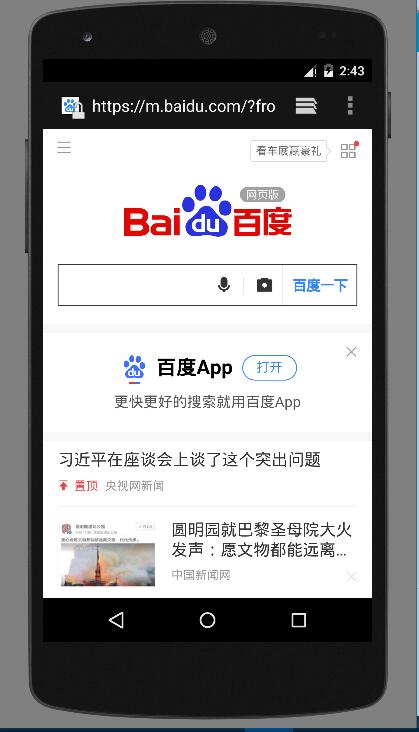 2:43
https://m.baidu.com/?fro
看车展赢豪礼
网页版
Bai du 百度
百度一下
du
百度App
打开
更快更好的搜索就用百度App
习近平在座谈会上谈了这个突出问题
置顶 央视网新闻
圆明园就巴黎圣母院大火
发声：愿文物都能远离...
中国新闻网